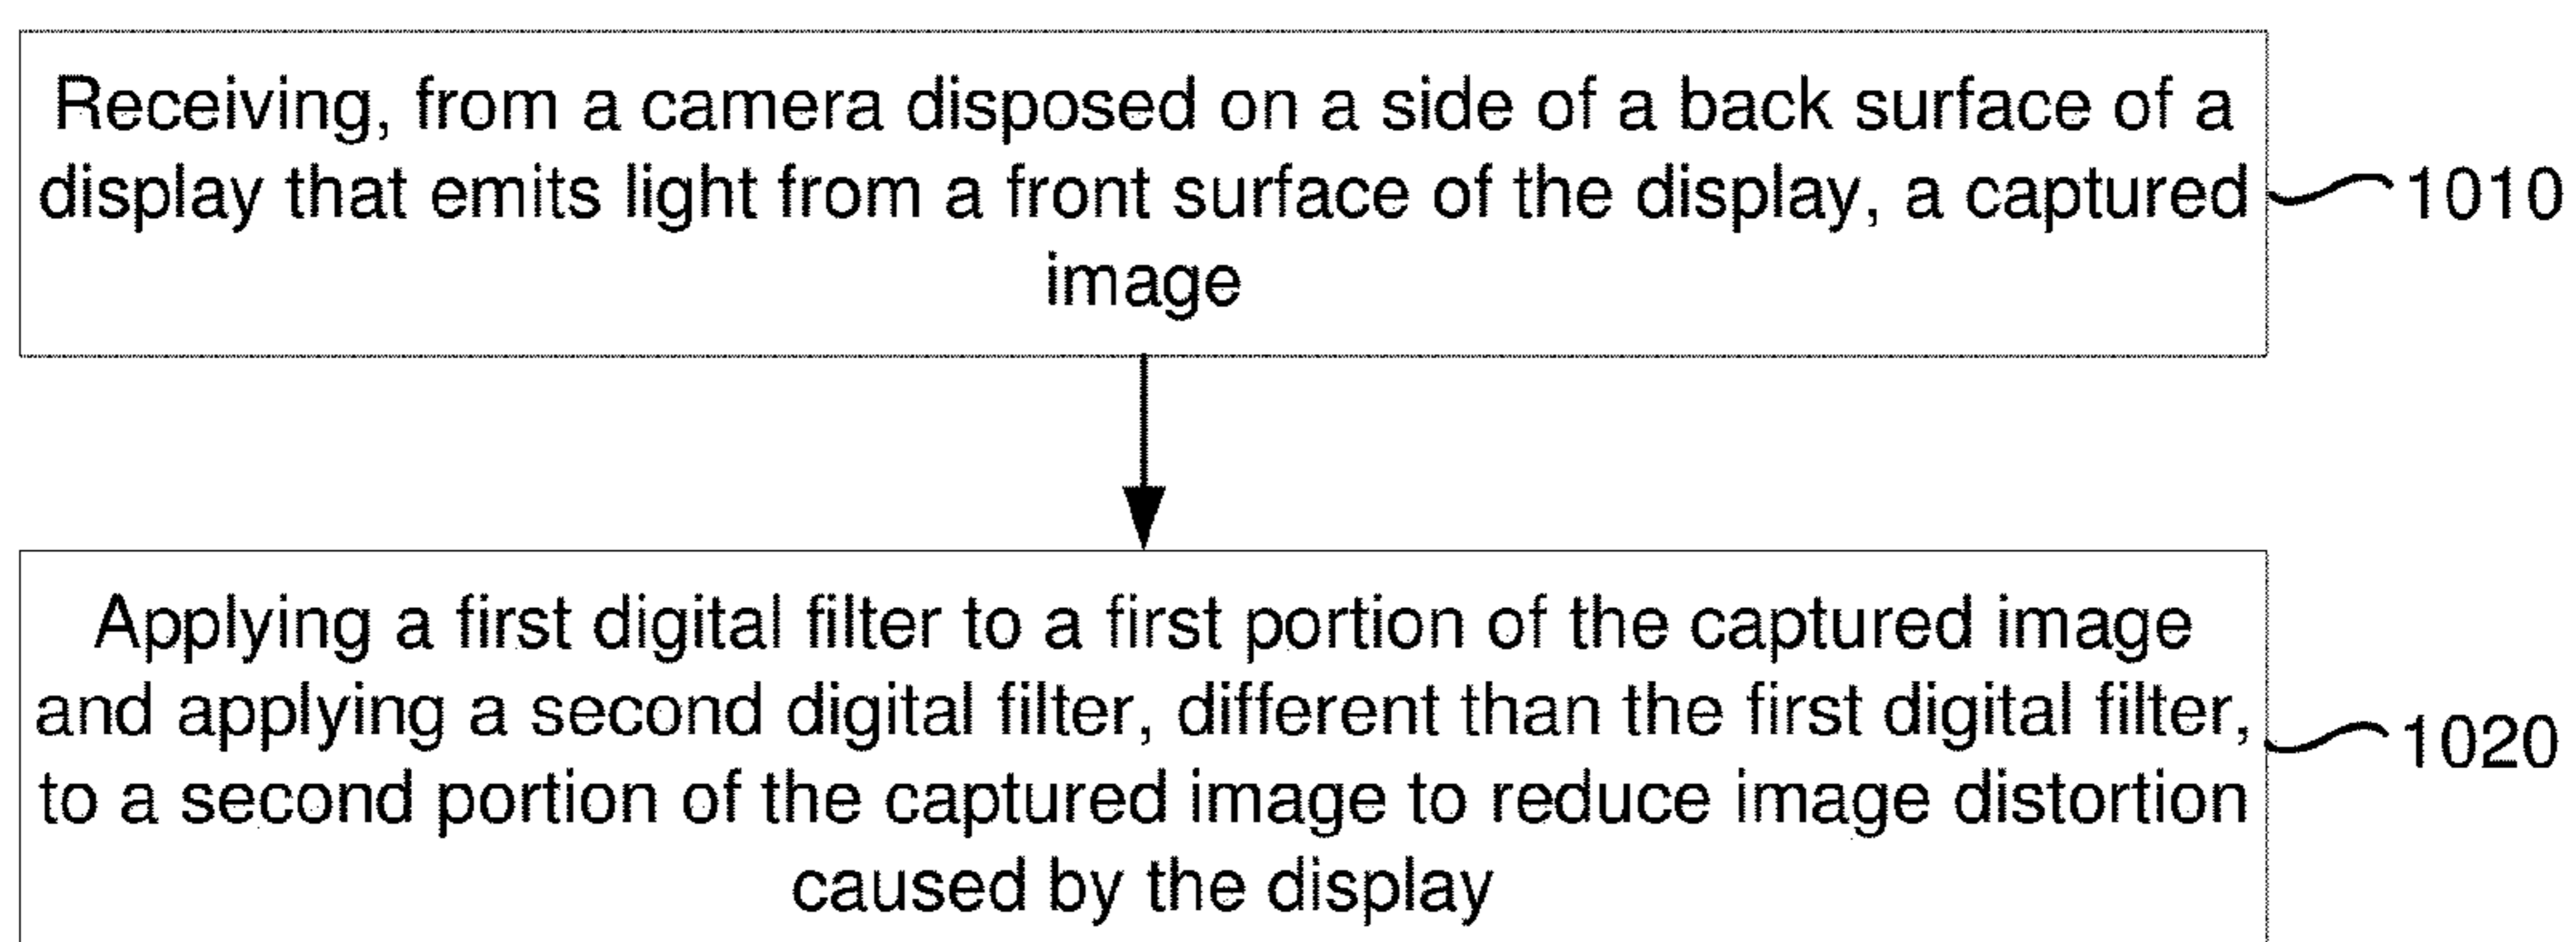 Receiving, from a camera disposed on a side of a back surface of a
display that emits light from a front surface of the display, a captured
image
1010
Applying a first digital filter to a first portion of the captured image
and applying a second digital filter, different than the first digital filter,
to a second portion of the captured image to reduce image distortion
caused by the display
1020